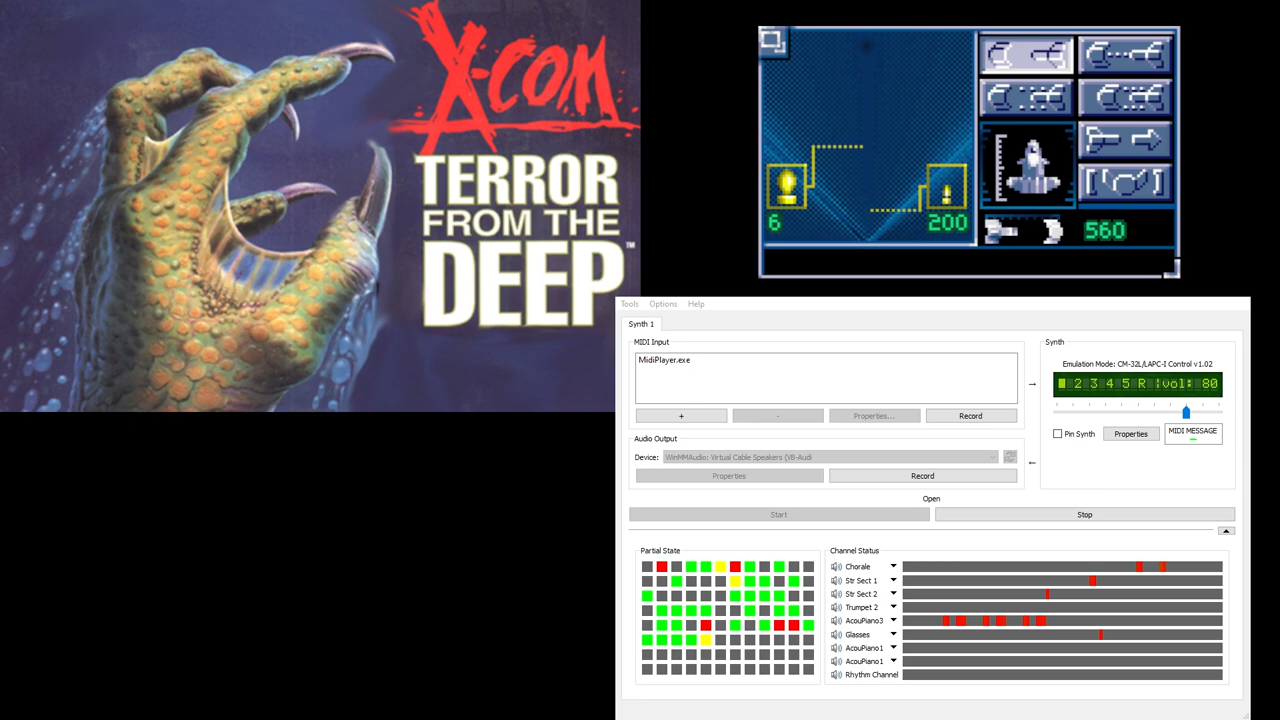 X-COM
TERROR
FROM THE
DEEP™
6
200
560
Tools Options Help
Synth 1
MIDI Input
MidiPlayer.exe
+ - Properties... Record
Audio Output
Device: WinMMAudio: Virtual Cable Speakers (VB-Audi
Properties Record
→
←
Synth
Emulation Mode: CM-32L/LAPC-I Control v1.02
1 2 3 4 5 R |vol: 80
Pin Synth Properties MIDI MESSAGE
Open
Start Stop
Partial State
Channel Status
Chorale
Str Sect 1
Str Sect 2
Trumpet 2
AcouPiano3
Glasses
AcouPiano1
AcouPiano1
Rhythm Channel